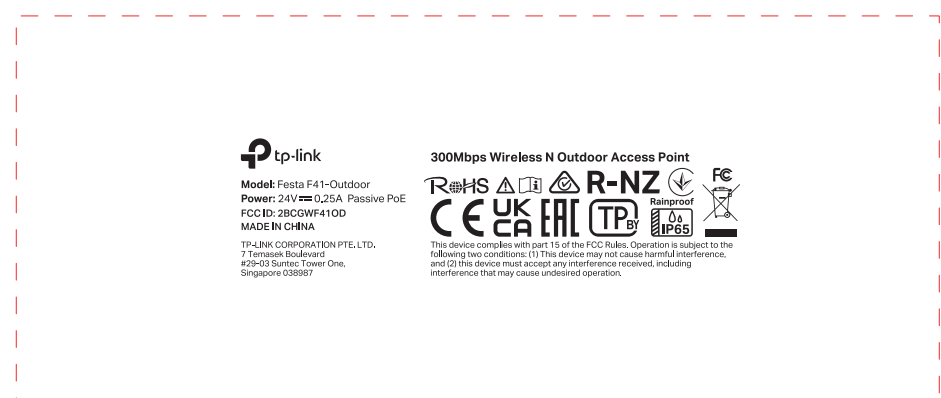 tp-link
Model: Festa F41-Outdoor
Power: 24V⎓0.25A Passive PoE
FCC ID: 2BCGWF41OD
MADE IN CHINA
TP-LINK CORPORATION PTE. LTD.
7 Temasek Boulevard
#29-03 Suntec Tower One,
Singapore 038987
300Mbps Wireless N Outdoor Access Point
RoHS R-NZ FC
CE UK CA EAC TP BY Rainproof IP65
This device complies with part 15 of the FCC Rules. Operation is subject to the
following two conditions: (1) This device may not cause harmful interference,
and (2) this device must accept any interference received, including
interference that may cause undesired operation.